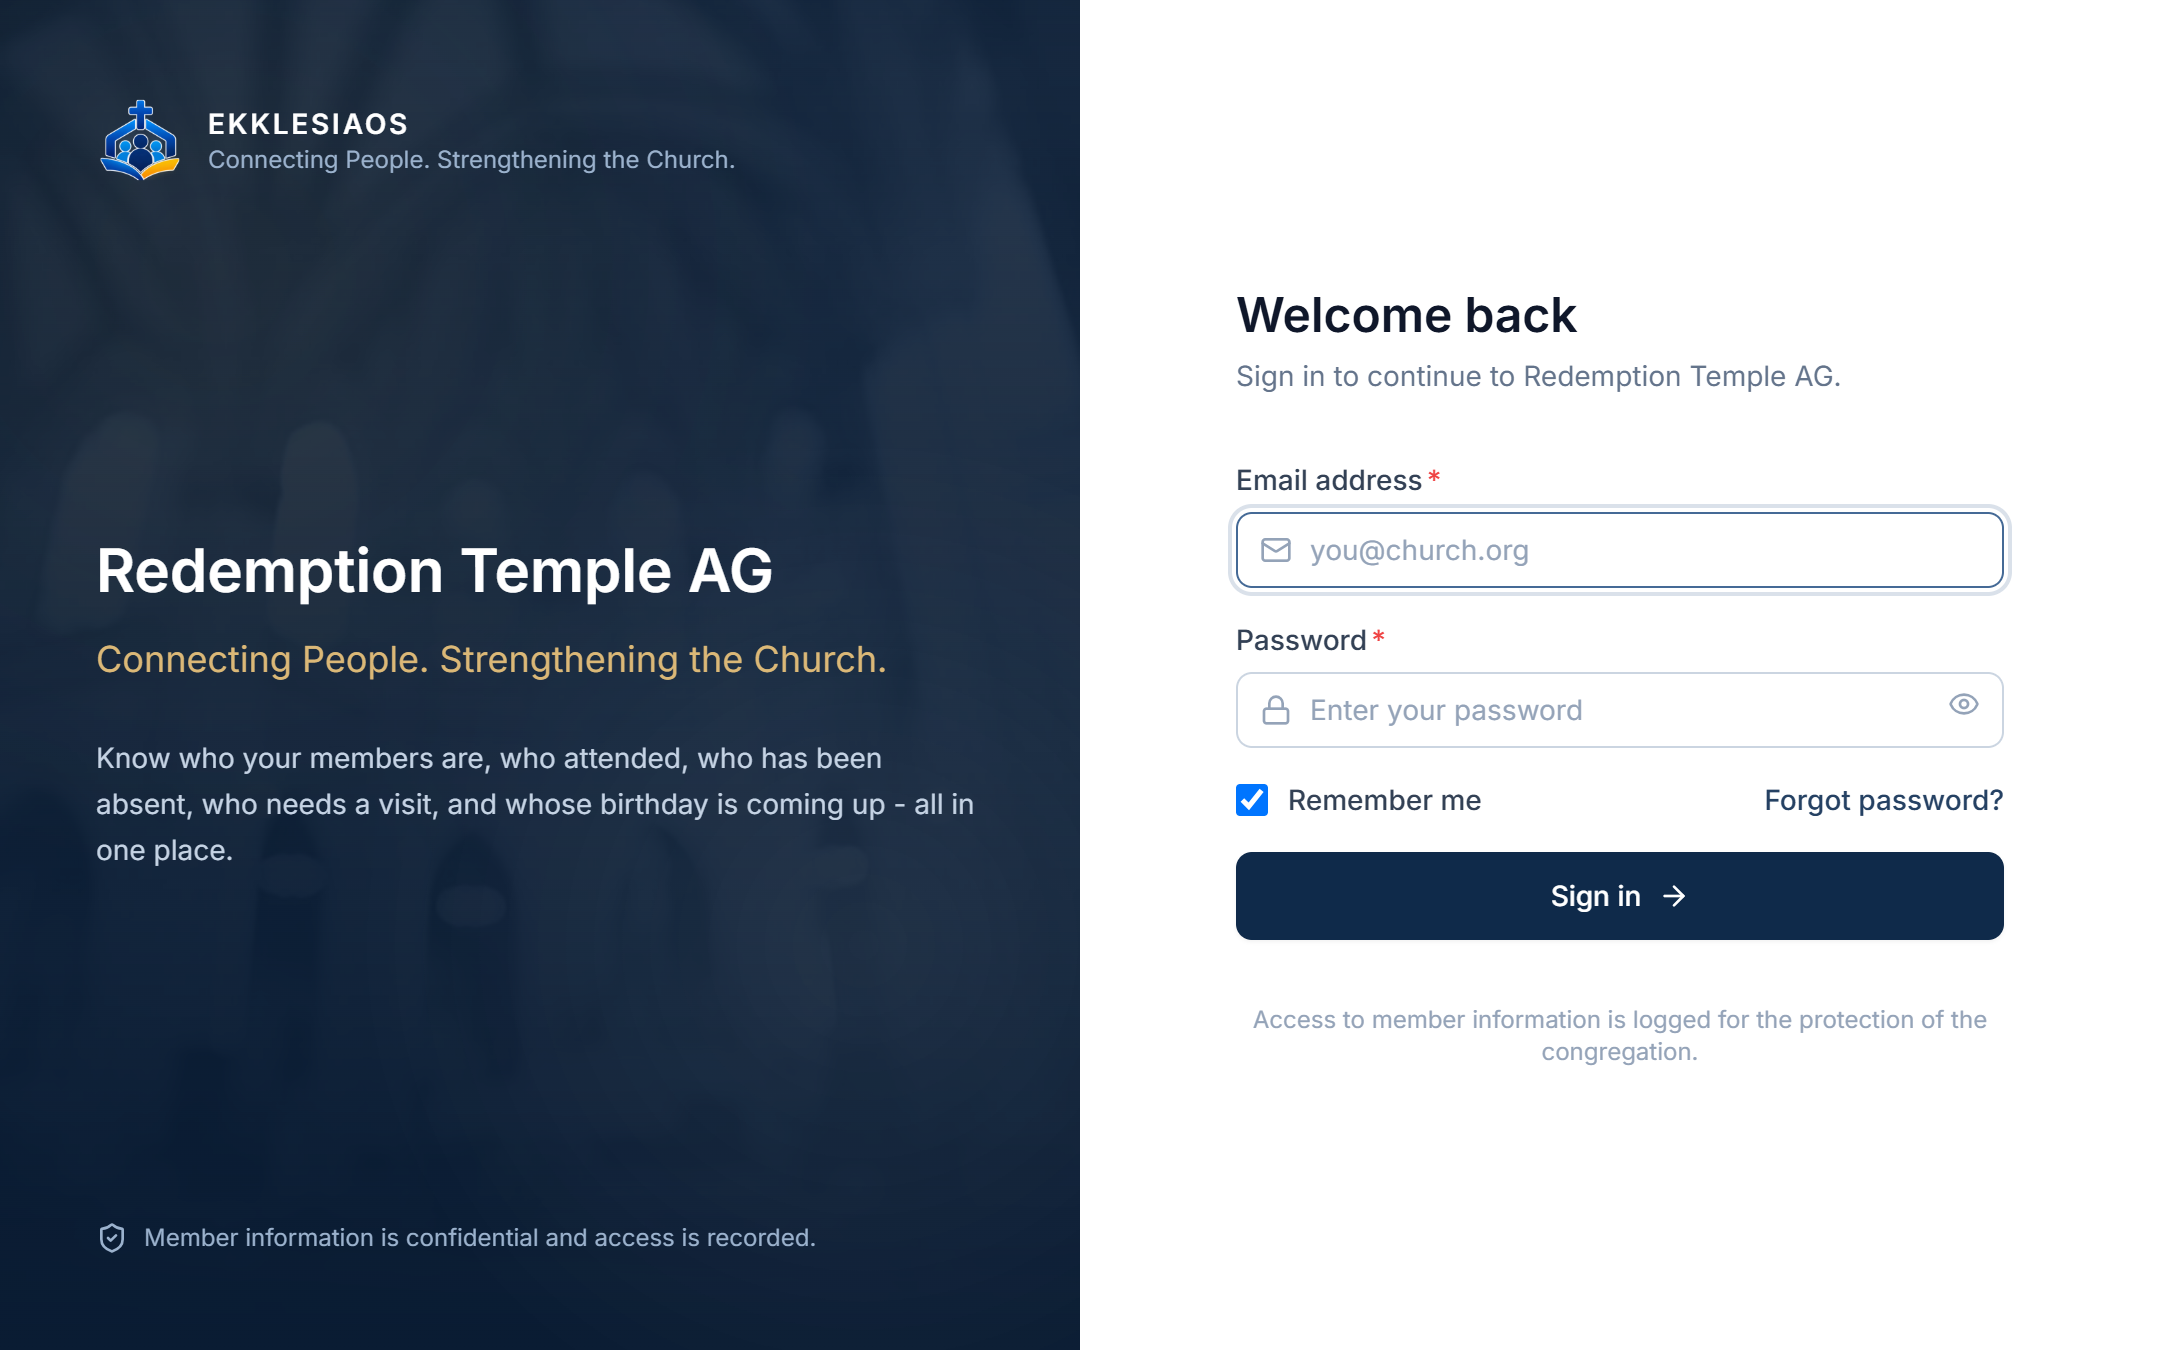 EKKLESIAOS
Connecting People. Strengthening the Church.
Redemption Temple AG
Connecting People. Strengthening the Church.
Know who your members are, who attended, who has been
absent, who needs a visit, and whose birthday is coming up - all in
one place.
Member information is confidential and access is recorded.
Welcome back
Sign in to continue to Redemption Temple AG.
Email address *
you@church.org
Password *
Enter your password
Remember me
Forgot password?
Sign in →
Access to member information is logged for the protection of the
congregation.